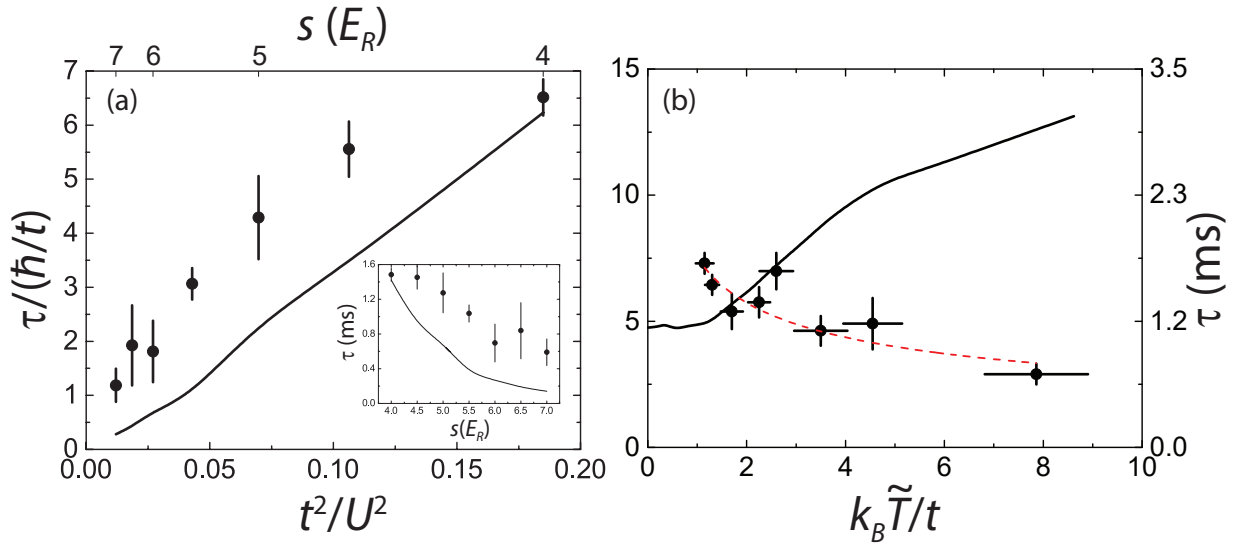 s (E_R)
7 6 5 4
(a)
7
6
5
4
3
2
1
0
τ/(ħ/t)
0.00 0.05 0.10 0.15 0.20
t²/U²
1.6
1.2
0.8
0.4
0.0
τ (ms)
4.0 4.5 5.0 5.5 6.0 6.5 7.0
s(E_R)
(b)
15
10
5
0
0 2 4 6 8 10
k_B T̃/t
3.5
2.3
1.2
0.0
τ (ms)